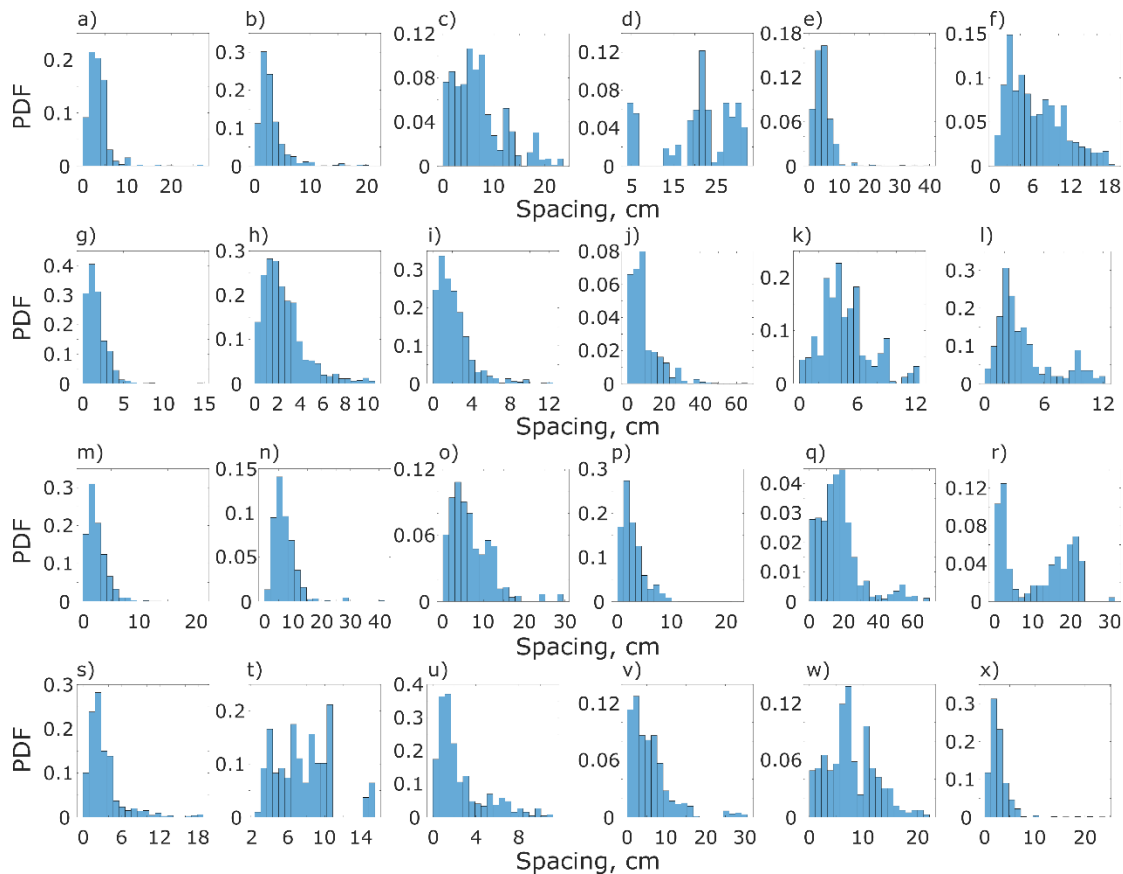 a)
PDF
0.2
0.1
0
0 10 20
b)
0.3
0.2
0.1
0
0 10 20
c)
0.12
0.08
0.04
0
0 10 20
d)
0.12
0.08
0.04
0
5 15 25
e)
0.18
0.12
0.06
0
0 10 20 30 40
f)
0.15
0.10
0.05
0
0 6 12 18
Spacing, cm
g)
PDF
0.4
0.3
0.2
0.1
0
0 5 10 15
h)
0.3
0.2
0.1
0
0 2 4 6 8 10
i)
0.3
0.2
0.1
0
0 4 8 12
j)
0.08
0.06
0.04
0.02
0
0 20 40 60
k)
0.2
0.1
0
0 6 12
l)
0.3
0.2
0.1
0
0 6 12
Spacing, cm
m)
PDF
0.3
0.2
0.1
0
0 10 20
n)
0.15
0.10
0.05
0
0 10 20 30 40
o)
0.12
0.06
0
0 10 20 30
p)
0.3
0.2
0.1
0
0 10 20
q)
0.04
0.03
0.02
0.01
0
0 20 40 60
r)
0.12
0.08
0.04
0
0 10 20 30
Spacing, cm
s)
PDF
0.3
0.2
0.1
0
0 6 12 18
t)
0.2
0.1
0
2 6 10 14
u)
0.4
0.3
0.2
0.1
0
0 4 8
v)
0.12
0.08
0.04
0
0 10 20 30
w)
0.12
0.06
0
0 10 20
x)
0.3
0.2
0.1
0
0 10 20
Spacing, cm